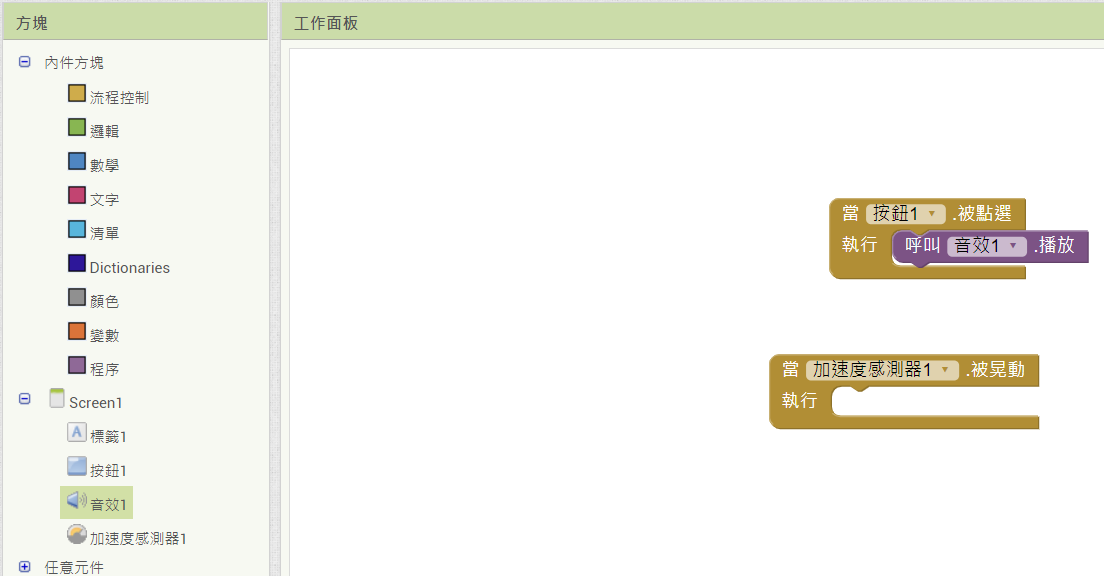 方塊
內件方塊
流程控制
邏輯
數學
文字
清單
Dictionaries
顏色
變數
程序
Screen1
A 標籤1
按鈕1
音效1
加速度感測器1
任意元件
工作面板
當 按鈕1 .被點選
執行 呼叫 音效1 .播放
當 加速度感測器1 .被晃動
執行